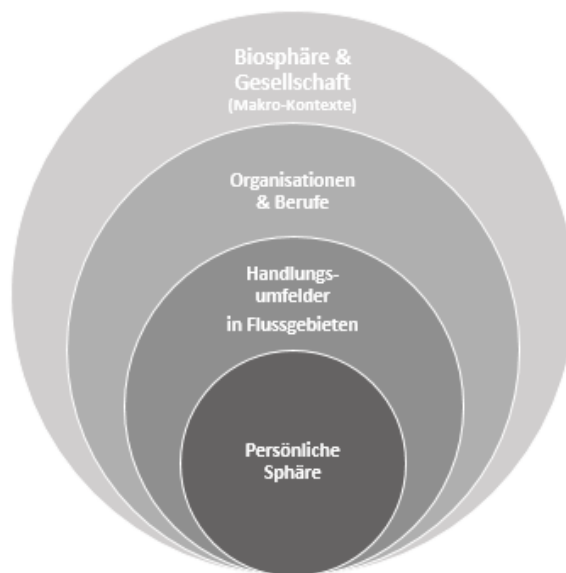 Biosphäre &
Gesellschaft
(Makro-Kontexte)
Organisationen
& Berufe
Handlungs-
umfelder
in Flussgebieten
Persönliche
Sphäre